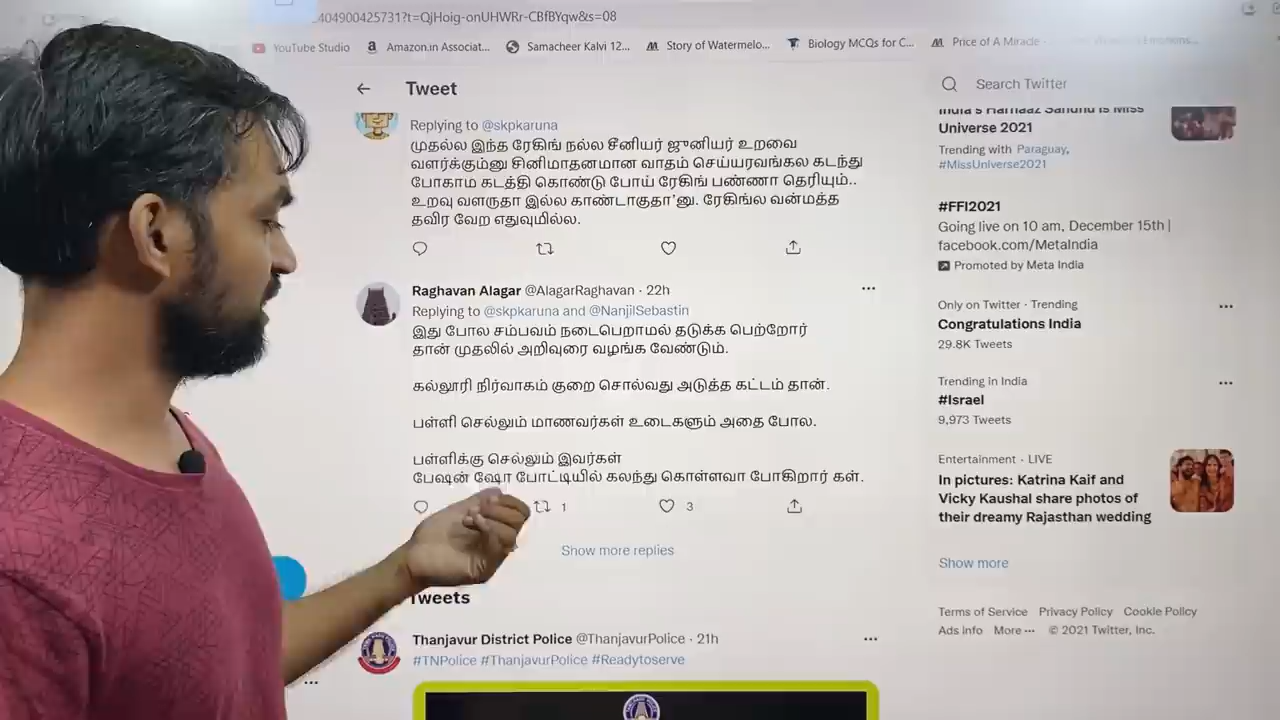 404900425731?t=QjHoig-onUHWRr-CBfBYqw&s=08
YouTube Studio
Amazon.in Associat...
Samacheer Kalvi 12...
Story of Watermelo...
Biology MCQs for C...
Price of A Miracle
Tweet
Replying to @skpkaruna
முதல்ல இந்த ரேகிங் நல்ல சீனியர் ஜுனியர் உறவை
வளர்க்கும்னு சினிமாதனமான வாதம் செய்யரவங்கல கடந்து
போகாம கடத்தி கொண்டு போய் ரேகிங் பண்ணா தெரியும்..
உறவு வளருதா இல்ல காண்டாகுதா'னு. ரேகிங்ல வன்மத்த
தவிர வேற எதுவுமில்ல.
Raghavan Alagar @AlagarRaghavan · 22h
Replying to @skpkaruna and @NanjilSebastin
இது போல சம்பவம் நடைபெறாமல் தடுக்க பெற்றோர்
தான் முதலில் அறிவுரை வழங்க வேண்டும்.
கல்லூரி நிர்வாகம் குறை சொல்வது அடுத்த கட்டம் தான்.
பள்ளி செல்லும் மாணவர்கள் உடைகளும் அதை போல.
பள்ளிக்கு செல்லும் இவர்கள்
பேஷன் ஷோ போட்டியில் கலந்து கொள்ளவா போகிறார் கள்.
1
3
Show more replies
Tweets
Thanjavur District Police @ThanjavurPolice · 21h
#TNPolice #ThanjavurPolice #Readytoserve
Search Twitter
India's Harnaaz Sandhu is Miss
Universe 2021
Trending with Paraguay,
#MissUniverse2021
#FFI2021
Going live on 10 am, December 15th |
facebook.com/MetaIndia
Promoted by Meta India
Only on Twitter · Trending
Congratulations India
29.8K Tweets
Trending in India
#Israel
9,973 Tweets
Entertainment · LIVE
In pictures: Katrina Kaif and
Vicky Kaushal share photos of
their dreamy Rajasthan wedding
Show more
Terms of Service Privacy Policy Cookie Policy
Ads info More ··· © 2021 Twitter, Inc.